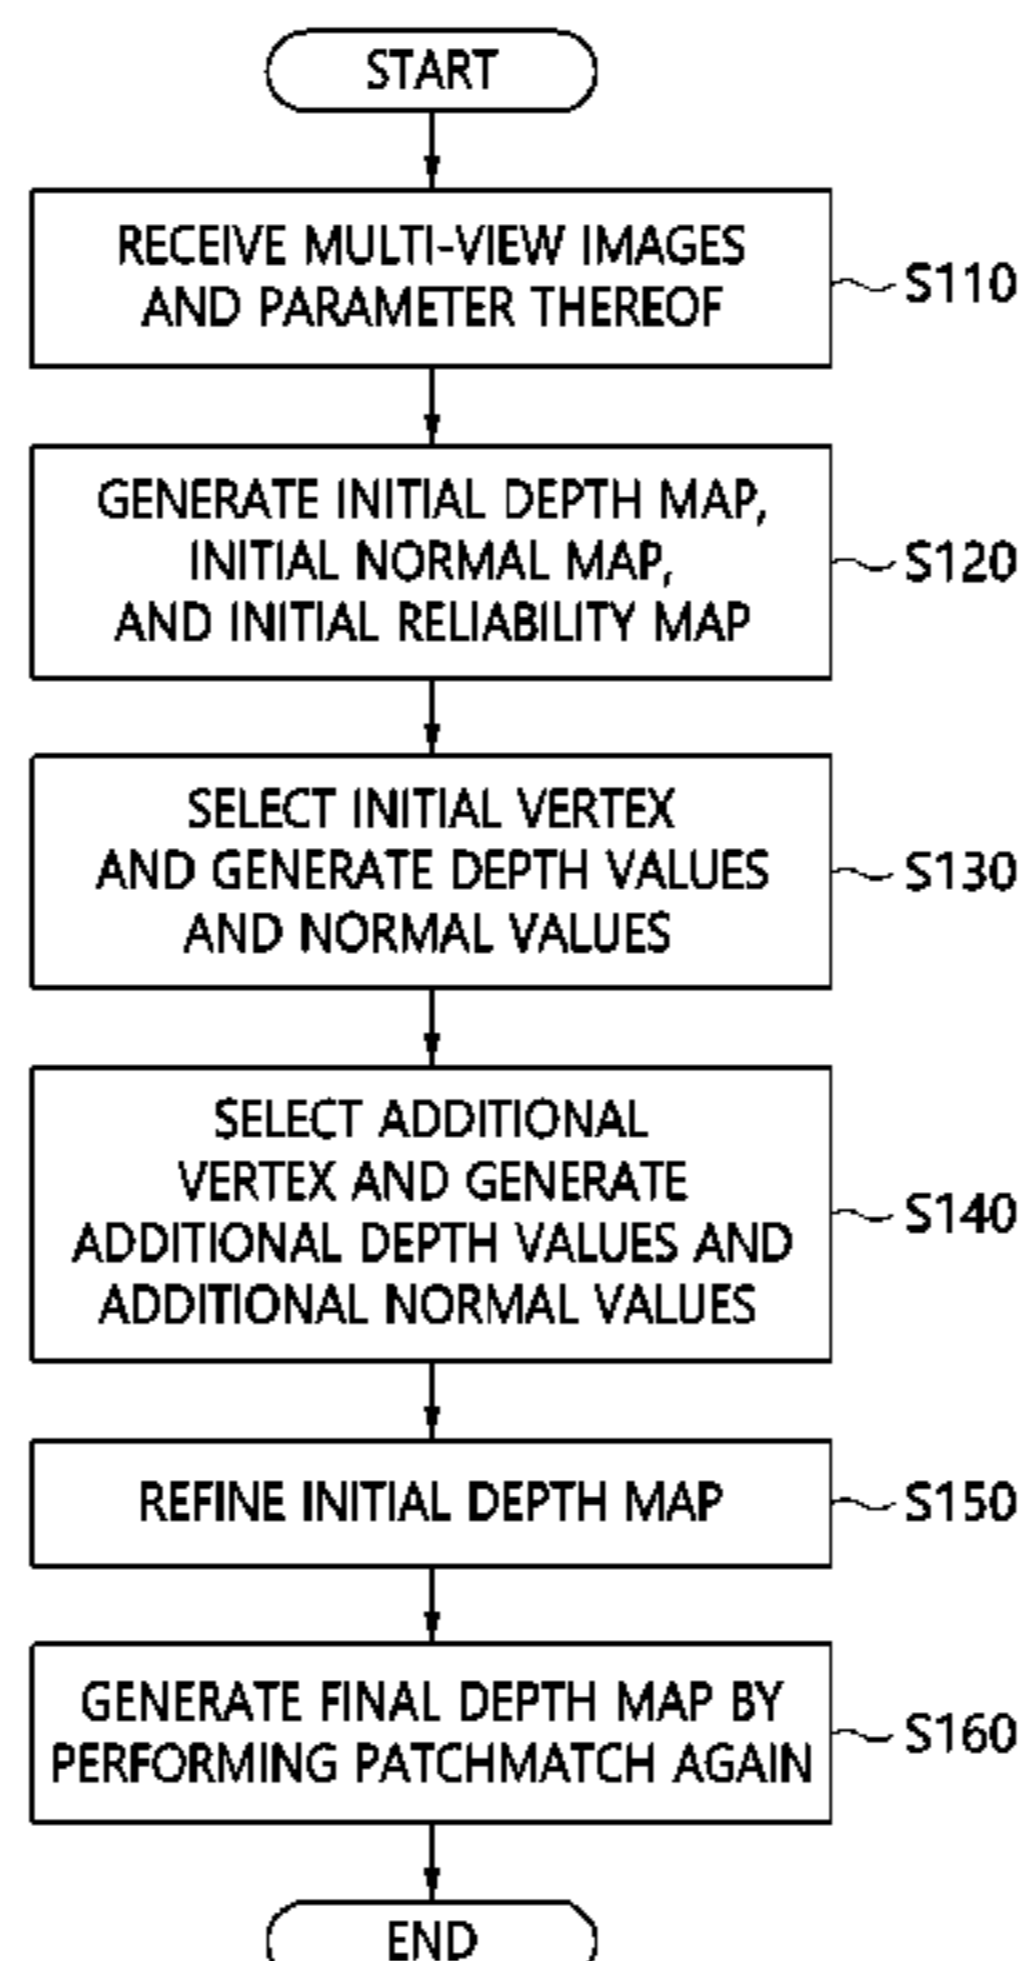 START
RECEIVE MULTI-VIEW IMAGES
AND PARAMETER THEREOF
S110
GENERATE INITIAL DEPTH MAP,
INITIAL NORMAL MAP,
AND INITIAL RELIABILITY MAP
S120
SELECT INITIAL VERTEX
AND GENERATE DEPTH VALUES
AND NORMAL VALUES
S130
SELECT ADDITIONAL
VERTEX AND GENERATE
ADDITIONAL DEPTH VALUES AND
ADDITIONAL NORMAL VALUES
S140
REFINE INITIAL DEPTH MAP
S150
GENERATE FINAL DEPTH MAP BY
PERFORMING PATCHMATCH AGAIN
S160
END